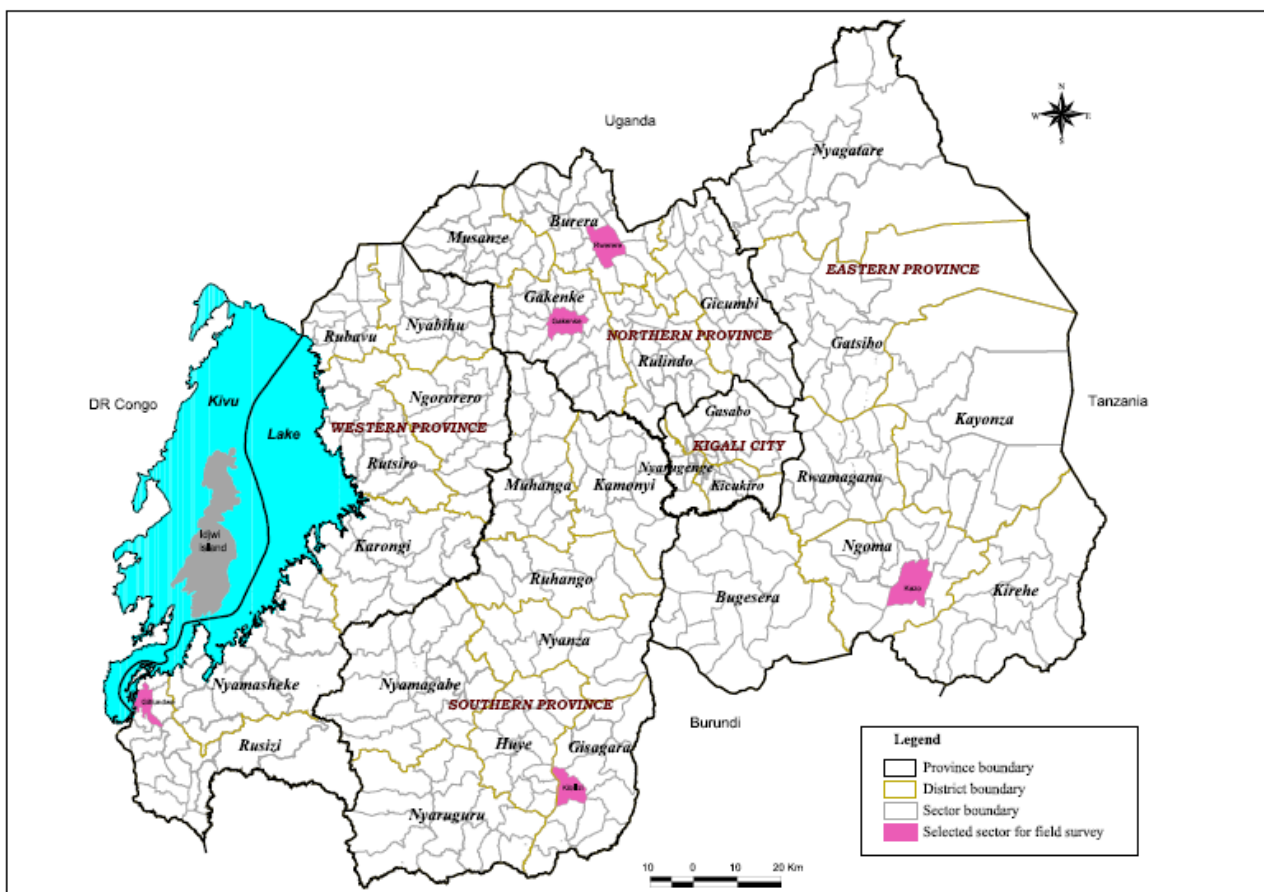 N
W
E
S
Uganda
Nyagatare
Burera
Musanze
Rwerere
EASTERN PROVINCE
Gakenke
Gicumbi
Gakenke
Nyabihu
Rubavu
NORTHERN PROVINCE
Gatsibo
Rulindo
DR Congo
Kivu
Ngororero
Tanzania
Gasabo
Kayonza
Lake
WESTERN PROVINCE
KIGALI CITY
Rutsiro
Nyarugenge
Rwamagana
Muhanga
Kamonyi
Kicukiro
Idjwi
Island
Karongi
Ngoma
Ruhango
Kazo
Kirehe
Bugesera
Nyanza
Nyamasheke
Nyamagabe
SOUTHERN PROVINCE
Burundi
Rusizi
Huye
Gisagara
Nyaruguru
Legend
Province boundary
District boundary
Sector boundary
Selected sector for field survey
10 0 10 20 Km